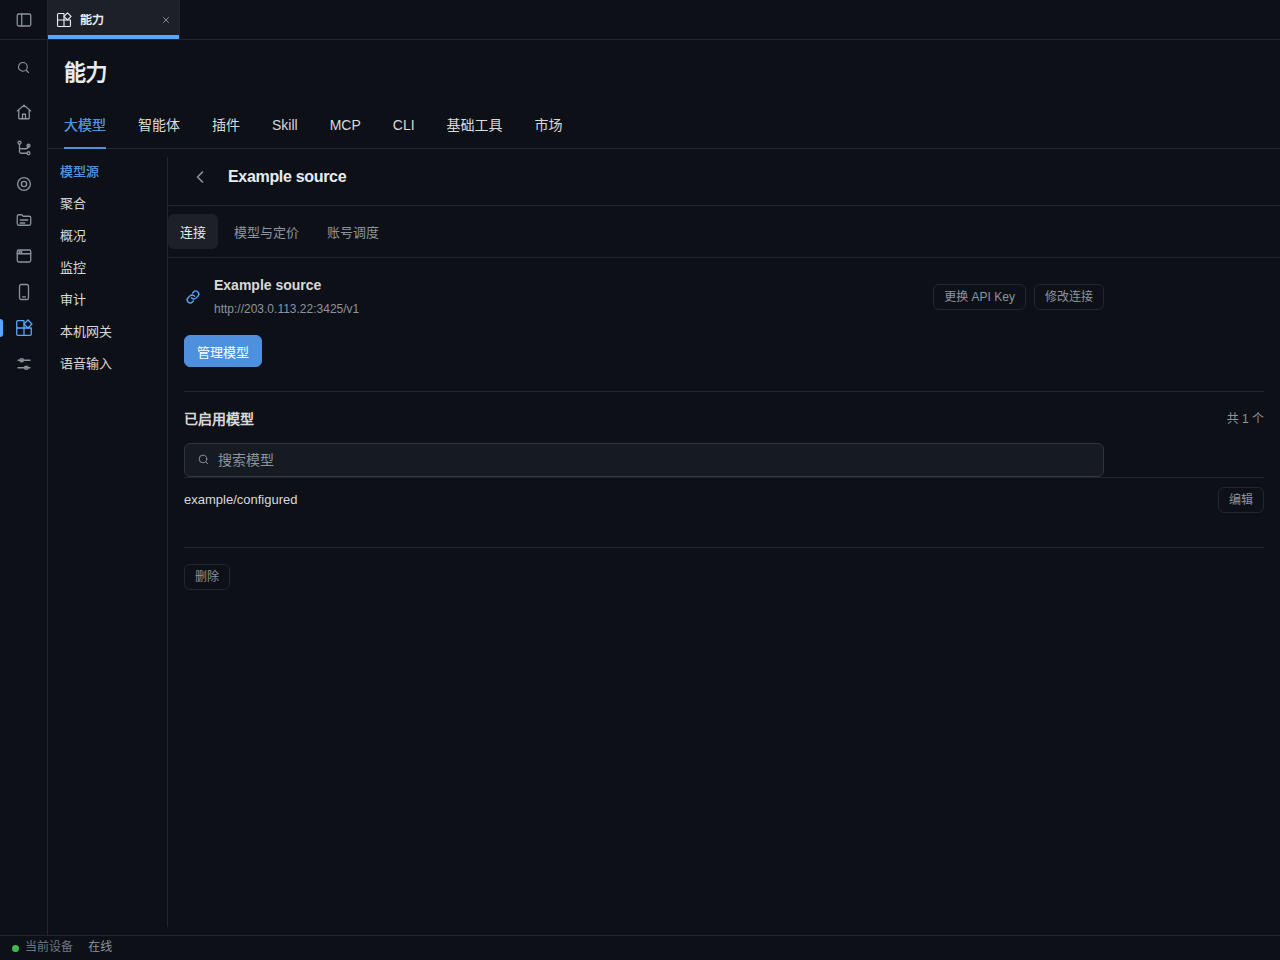 能力
能力
大模型 智能体 插件 Skill MCP CLI 基础工具 市场
模型源
聚合
概况
监控
审计
本机网关
语音输入
Example source
连接 模型与定价 账号调度
Example source
http://203.0.113.22:3425/v1
更换 API Key 修改连接
管理模型
已启用模型 共 1 个
搜索模型
example/configured 编辑
删除
当前设备 在线